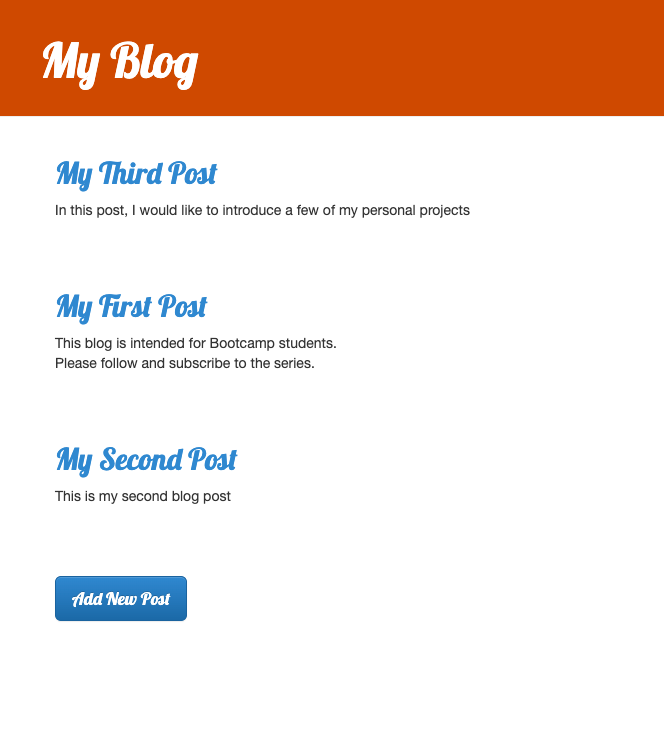 My Blog
My Third Post
In this post, I would like to introduce a few of my personal projects
My First Post
This blog is intended for Bootcamp students.
Please follow and subscribe to the series.
My Second Post
This is my second blog post
Add New Post